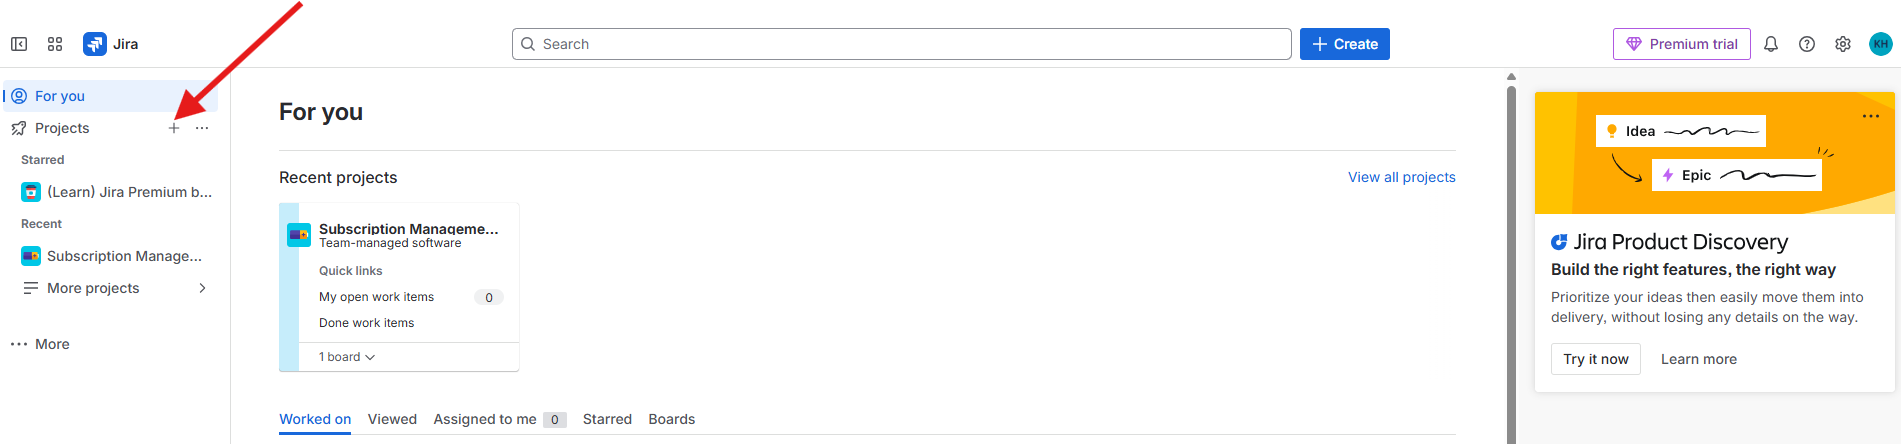 Jira
Search
Create
Premium trial
KH
For you
Projects
Starred
(Learn) Jira Premium b...
Recent
Subscription Manage...
More projects
More
For you
Recent projects
View all projects
Subscription Manageme...
Team-managed software
Quick links
My open work items 0
Done work items
1 board
Worked on Viewed Assigned to me 0 Starred Boards
Idea
Epic
Jira Product Discovery
Build the right features, the right way
Prioritize your ideas then easily move them into
delivery, without losing any details on the way.
Try it now Learn more